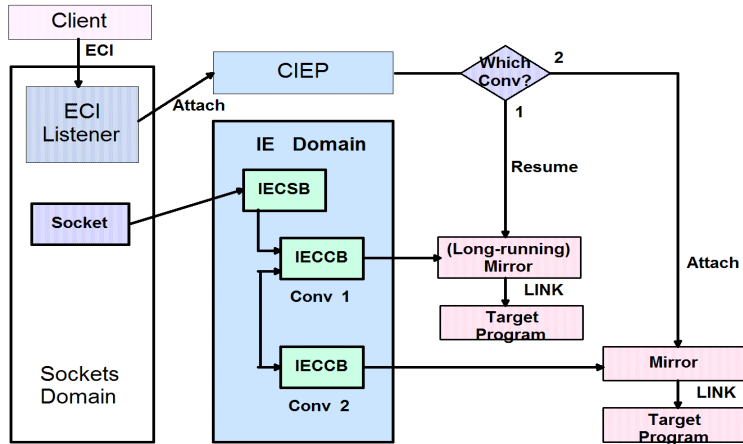 Client
ECI
ECI
Listener
Attach
CIEP
Which
Conv?
2
1
Resume
IE Domain
IECSB
Socket
IECCB
Conv 1
(Long-running)
Mirror
LINK
Target
Program
Attach
IECCB
Conv 2
Mirror
LINK
Target
Program
Sockets
Domain